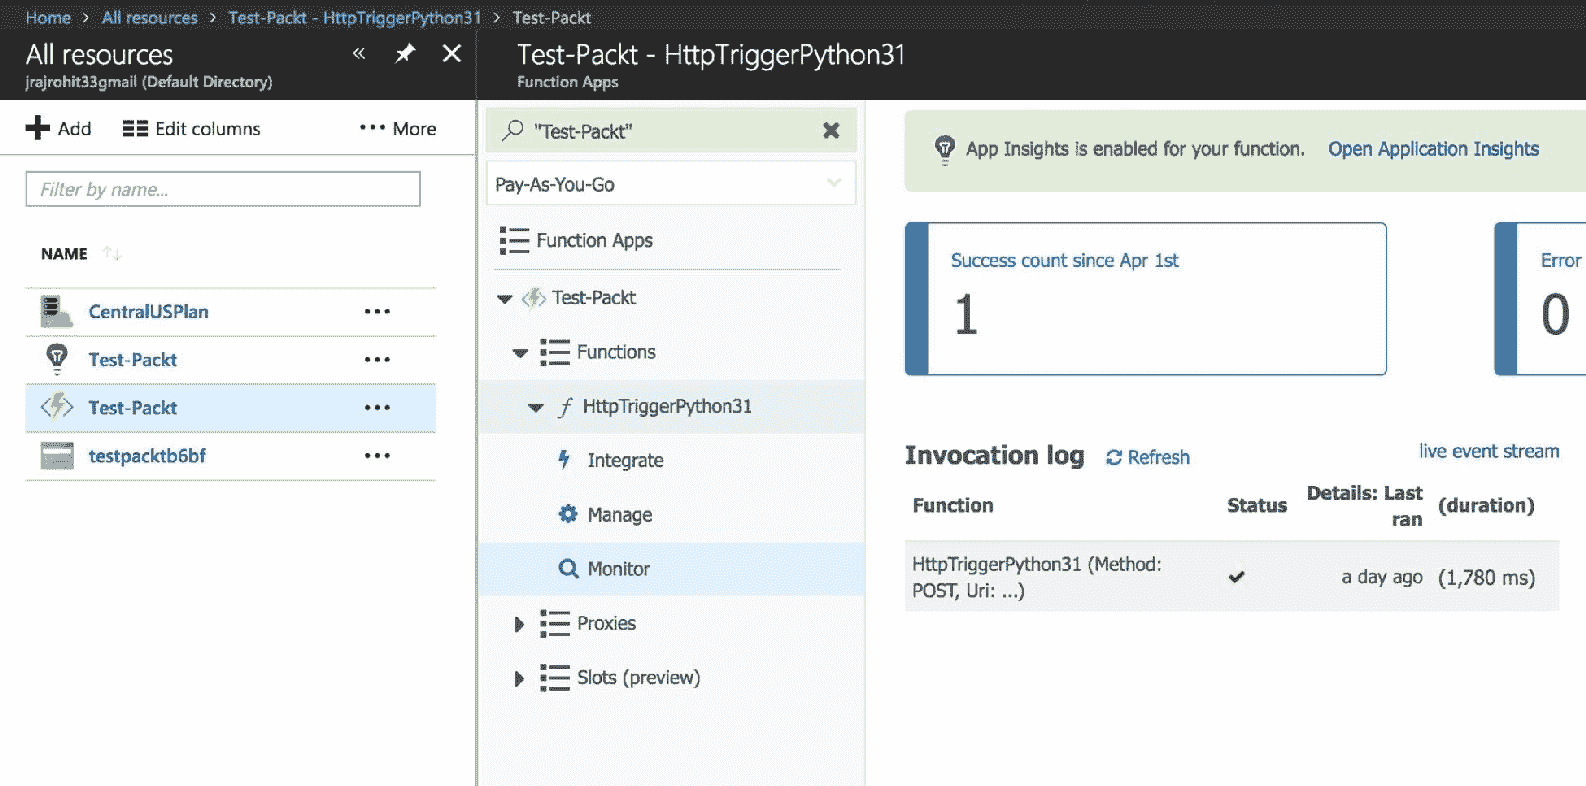 Home > All resources > Test-Packt - HttpTriggerPython31 > Test-Packt
All resources
jrajrohit33gmail (Default Directory)
Add Edit columns More
Filter by name...
NAME
CentralUSPlan
Test-Packt
Test-Packt
testpacktb6bf
Test-Packt - HttpTriggerPython31
Function Apps
"Test-Packt"
Pay-As-You-Go
Function Apps
Test-Packt
Functions
HttpTriggerPython31
Integrate
Manage
Monitor
Proxies
Slots (preview)
App Insights is enabled for your function. Open Application Insights
Success count since Apr 1st
1
Error
0
Invocation log Refresh
live event stream
Function Status Details: Last ran (duration)
HttpTriggerPython31 (Method:
POST, Uri: ...)
a day ago (1,780 ms)